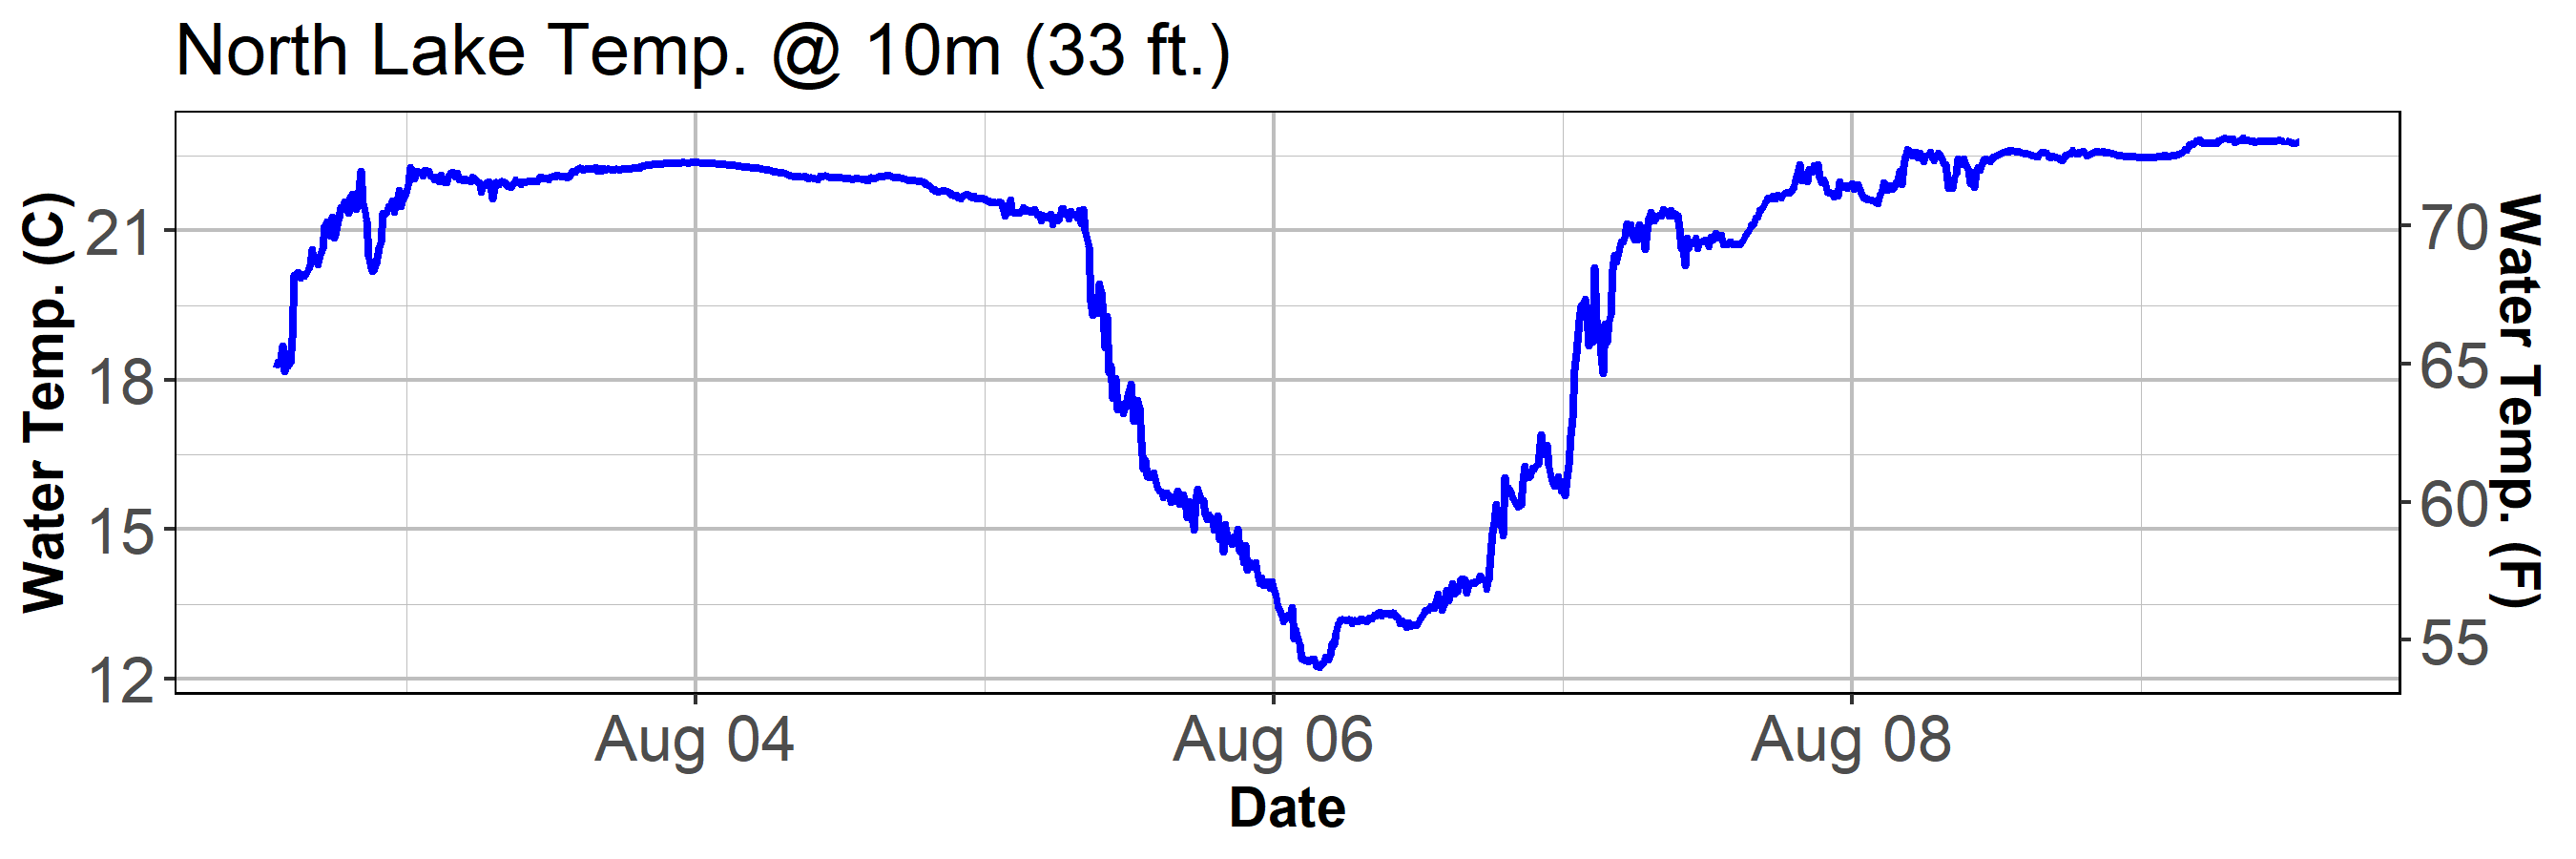 North Lake Temp. @ 10m (33 ft.)
Water Temp. (C)
21
18
15
12
70
65
60
55
Water Temp. (F)
Aug 04
Aug 06
Aug 08
Date